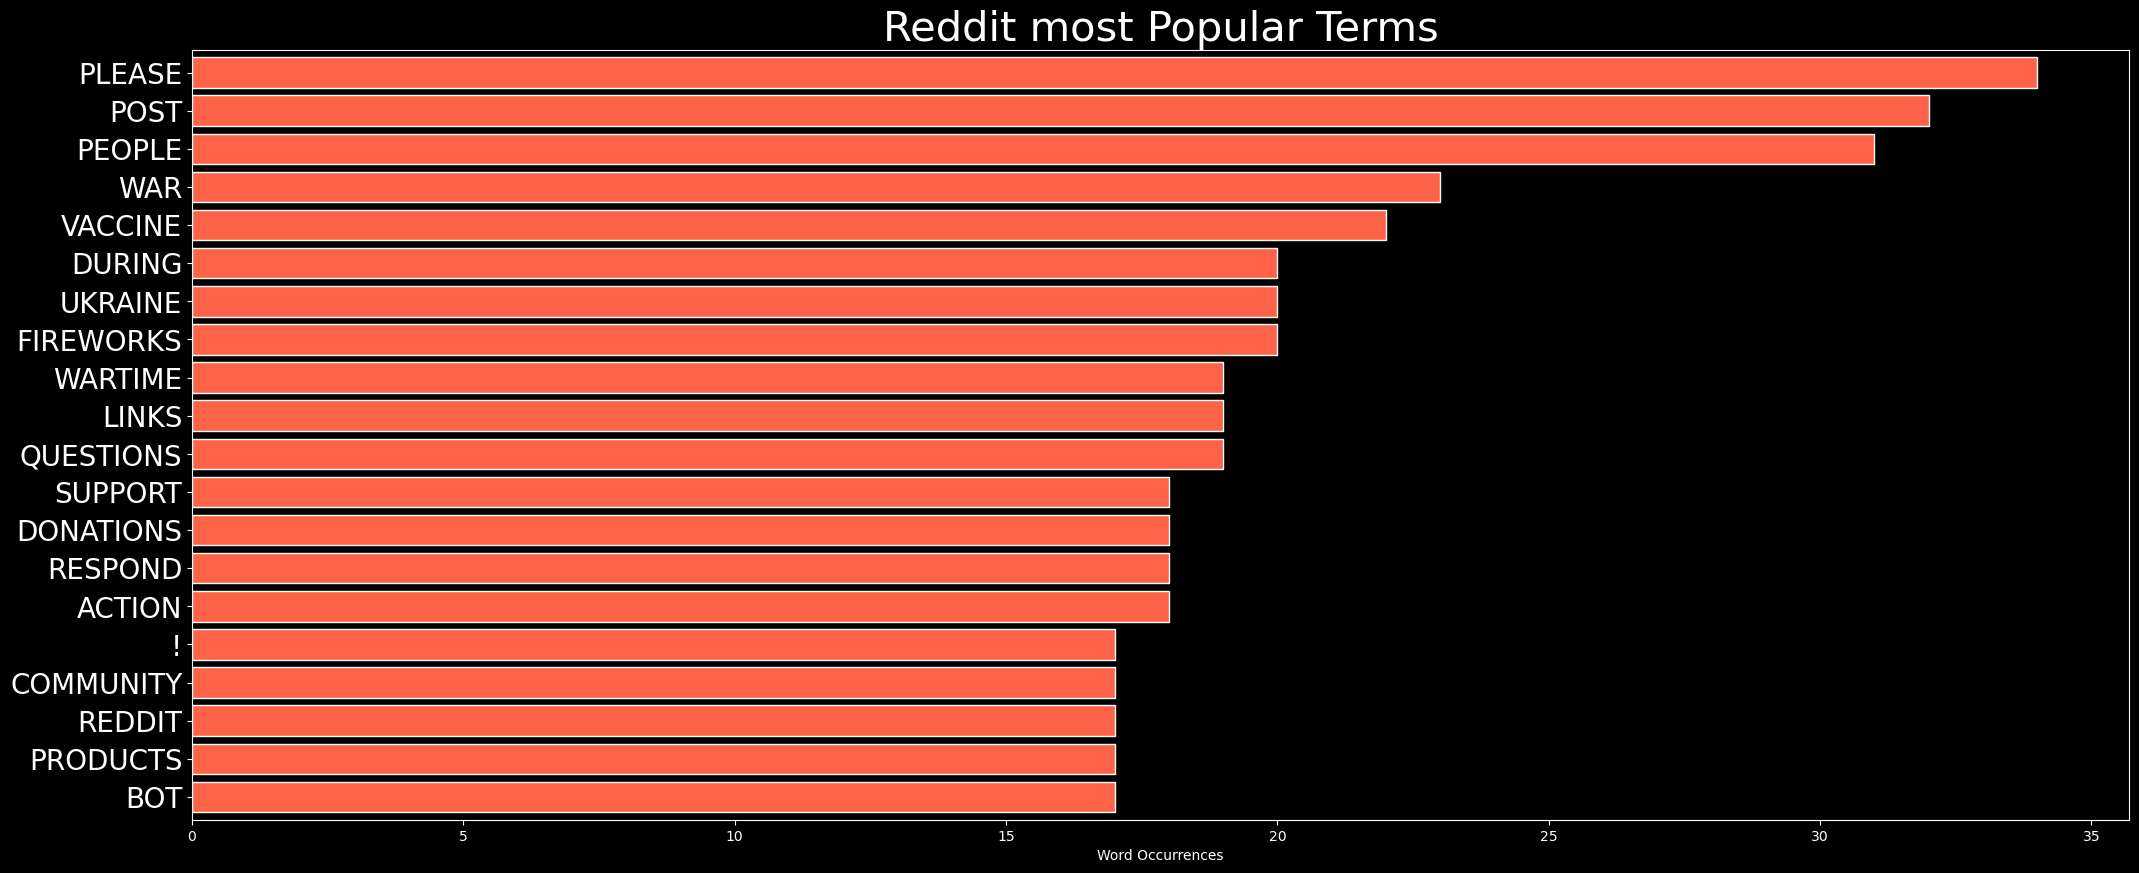 Reddit most Popular Terms
PLEASE
POST
PEOPLE
WAR
VACCINE
DURING
UKRAINE
FIREWORKS
WARTIME
LINKS
QUESTIONS
SUPPORT
DONATIONS
RESPOND
ACTION
!
COMMUNITY
REDDIT
PRODUCTS
BOT
0 5 10 15 20 25 30 35
Word Occurrences